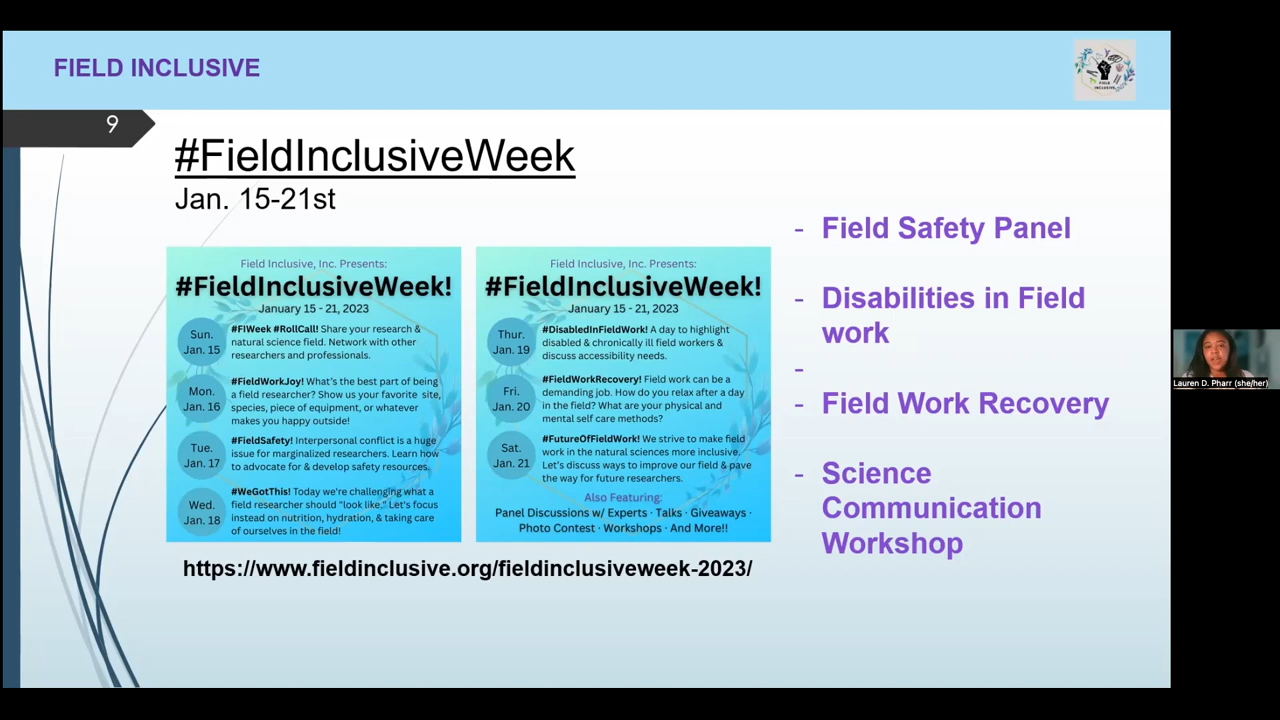 FIELD INCLUSIVE
FIELD
INCLUSIVE
9
#FieldInclusiveWeek
Jan. 15-21st
Field Inclusive, Inc. Presents:
#FieldInclusiveWeek!
January 15 - 21, 2023
Sun.
Jan. 15
#FIWeek #RollCall! Share your research &
natural science field. Network with other
researchers and professionals.
Mon.
Jan. 16
#FieldWorkJoy! What's the best part of being
a field researcher? Show us your favorite site,
species, piece of equipment, or whatever
makes you happy outside!
Tue.
Jan. 17
#FieldSafety! Interpersonal conflict is a huge
issue for marginalized researchers. Learn how
to advocate for & develop safety resources.
Wed.
Jan. 18
#WeGotThis! Today we're challenging what a
field researcher should "look like." Let's focus
instead on nutrition, hydration, & taking care
of ourselves in the field!
Field Inclusive, Inc. Presents:
#FieldInclusiveWeek!
January 15 - 21, 2023
Thur.
Jan. 19
#DisabledInFieldWork! A day to highlight
disabled & chronically ill field workers &
discuss accessibility needs.
Fri.
Jan. 20
#FieldWorkRecovery! Field work can be a
demanding job. How do you relax after a day
in the field? What are your physical and
mental self care methods?
Sat.
Jan. 21
#FutureOfFieldWork! We strive to make field
work in the natural sciences more inclusive.
Let's discuss ways to improve our field & pave
the way for future researchers.
Also Featuring:
Panel Discussions w/ Experts · Talks · Giveaways ·
Photo Contest · Workshops · And More!!
https://www.fieldinclusive.org/fieldinclusiveweek-2023/
- Field Safety Panel
- Disabilities in Field
work
-
- Field Work Recovery
- Science
Communication
Workshop
Lauren D. Pharr (she/her)